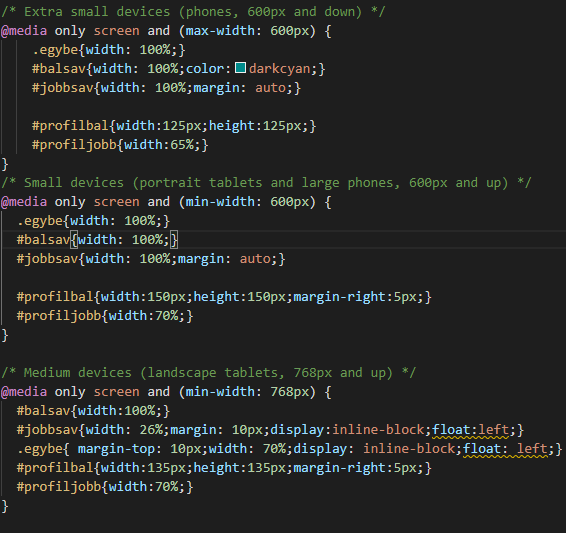 /* Extra small devices (phones, 600px and down) */
@media only screen and (max-width: 600px) {
.egybe{width: 100%;}
#balsav{width: 100%;color:darkcyan;}
#jobbsav{width: 100%;margin: auto;}
#profilbal{width:125px;height:125px;}
#profiljobb{width:65%;}
}
/* Small devices (portrait tablets and large phones, 600px and up) */
@media only screen and (min-width: 600px) {
.egybe{width: 100%;}
#balsav{width: 100%;}
#jobbsav{width: 100%;margin: auto;}
#profilbal{width:150px;height:150px;margin-right:5px;}
#profiljobb{width:70%;}
}
/* Medium devices (landscape tablets, 768px and up) */
@media only screen and (min-width: 768px) {
#balsav{width:100%;}
#jobbsav{width: 26%;margin: 10px;display:inline-block;float:left;}
.egybe{ margin-top: 10px;width: 70%;display: inline-block;float: left;}
#profilbal{width:135px;height:135px;margin-right:5px;}
#profiljobb{width:70%;}
}